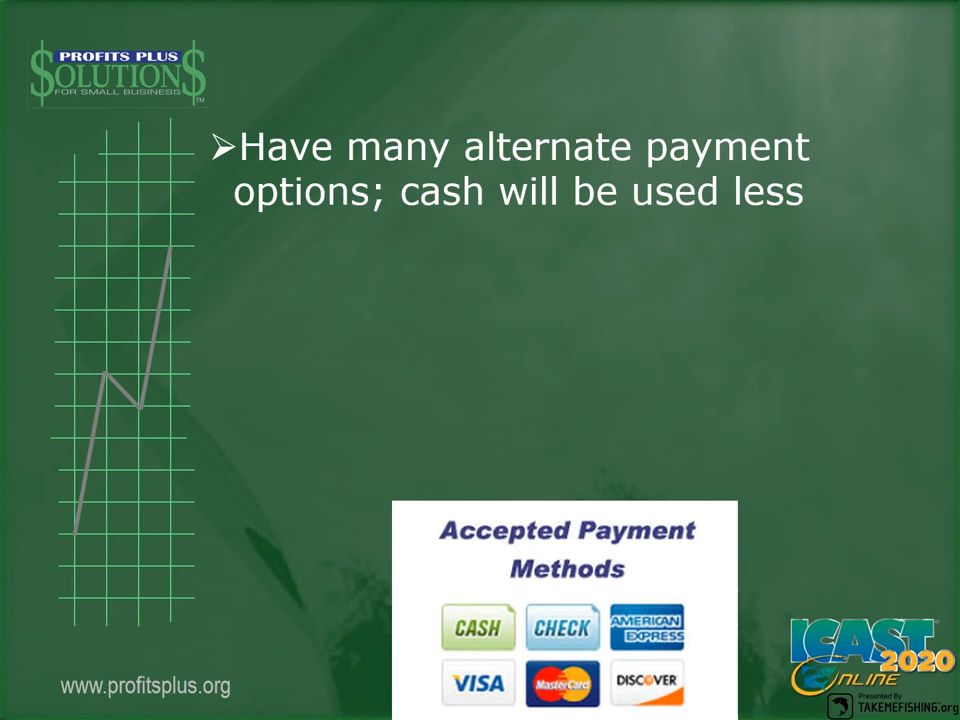 PROFITS PLUS
$OLUTION$
FOR SMALL BUSINESS
TM
➢Have many alternate payment
options; cash will be used less
Accepted Payment
Methods
CASH
CHECK
AMERICAN
EXPRESS
VISA
MasterCard
DISCOVER
www.profitsplus.org
ICAST
2020
ONLINE
Presented By
TAKEMEFISHING.org